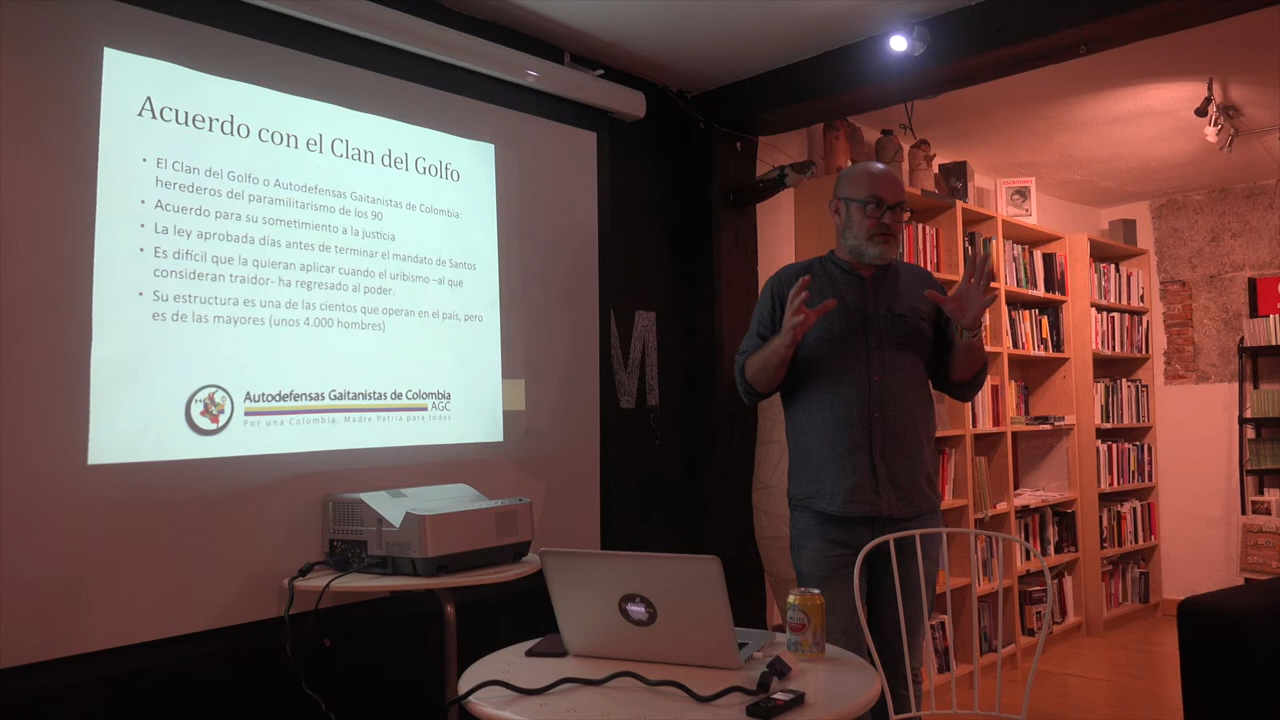 Acuerdo con el Clan del Golfo
• El Clan del Golfo o Autodefensas Gaitanistas de Colombia:
herederos del paramilitarismo de los 90
• Acuerdo para su sometimiento a la justicia
• La ley aprobada días antes de terminar el mandato de Santos
• Es difícil que la quieran aplicar cuando el uribismo –al que
consideran traidor- ha regresado al poder.
• Su estructura es una de las cientos que operan en el país, pero
es de las mayores (unos 4.000 hombres)
Autodefensas Gaitanistas de Colombia
AGC
Por una Colombia, Madre Patria para todos
M
ESCRITORES